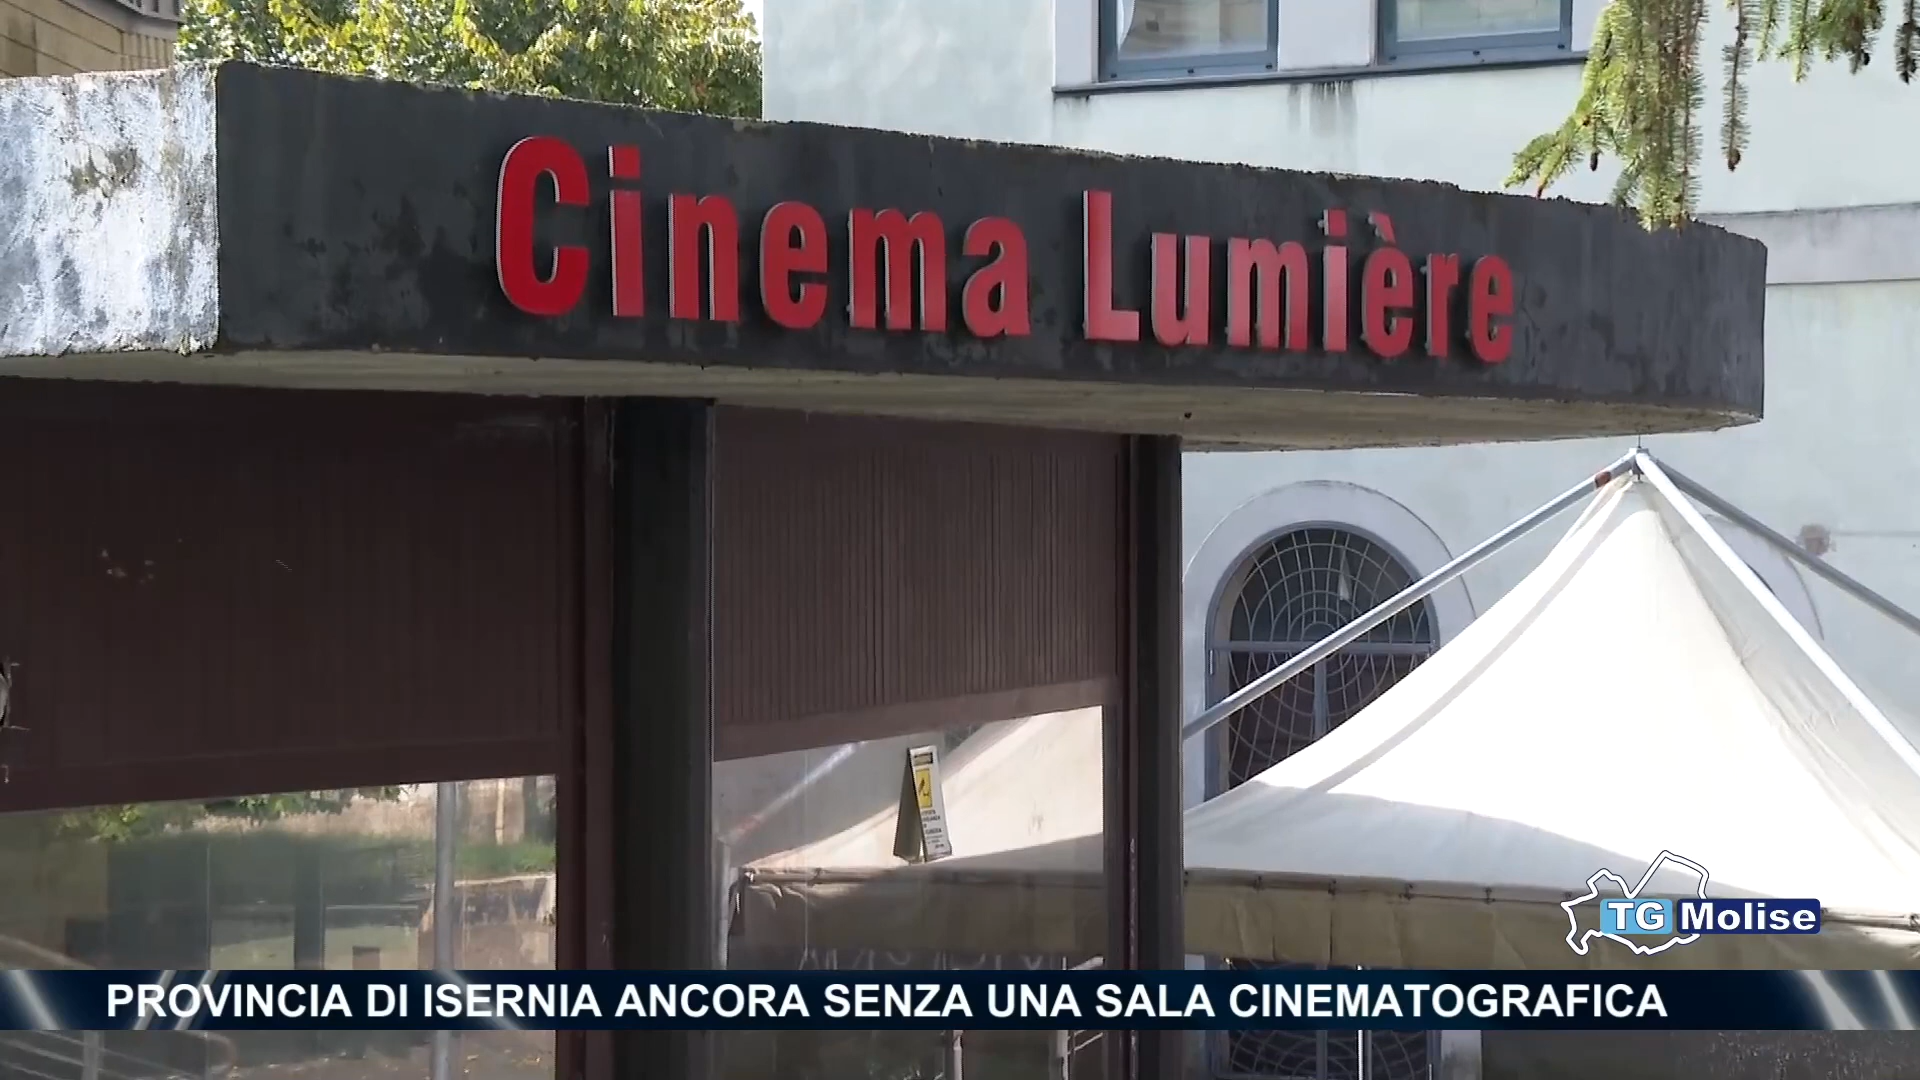 Cinema Lumière
TG Molise
PROVINCIA DI ISERNIA ANCORA SENZA UNA SALA CINEMATOGRAFICA